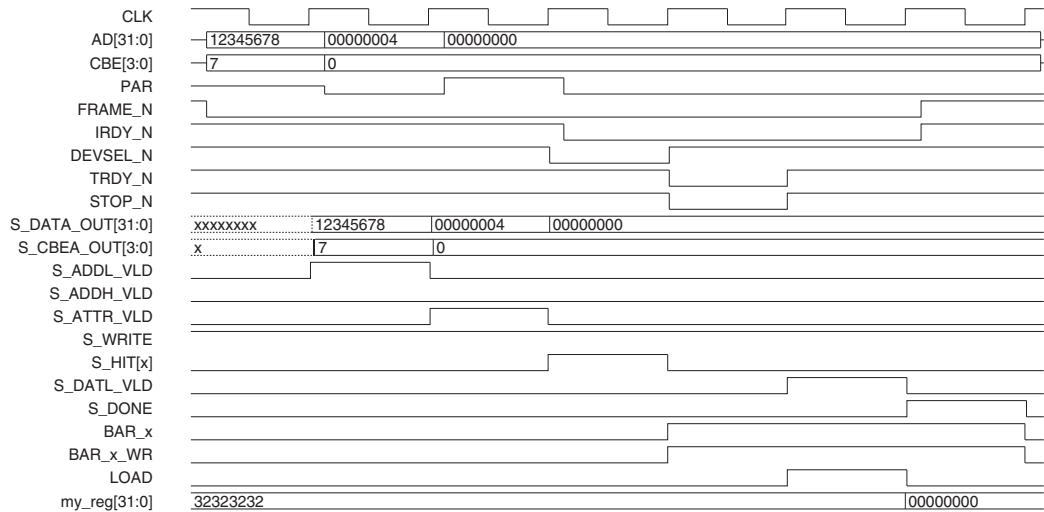 CLK
AD[31:0] 12345678 00000004 00000000
CBE[3:0] 7 0
PAR
FRAME_N
IRDY_N
DEVSEL_N
TRDY_N
STOP_N
S_DATA_OUT[31:0] xxxxxxxx 12345678 00000004 00000000
S_CBEA_OUT[3:0] x 7 0
S_ADDL_VLD
S_ADDH_VLD
S_ATTR_VLD
S_WRITE
S_HIT[x]
S_DATL_VLD
S_DONE
BAR_x
BAR_x_WR
LOAD
my_reg[31:0] 32323232 00000000